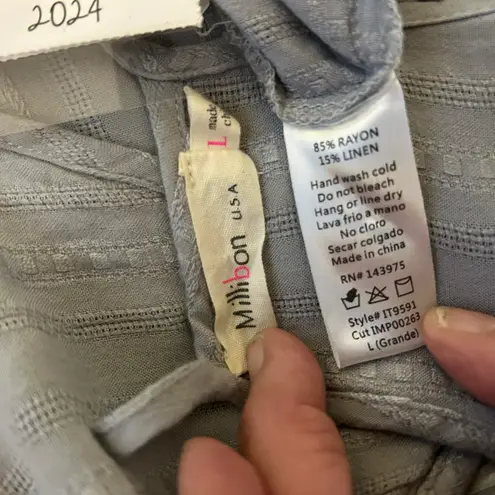 2024
L
made
Millibon USA
85% RAYON
15% LINEN
Hand wash cold
Do not bleach
Hang or line dry
Lava frio a mano
No cloro
Secar colgado
Made in china
RN# 143975
Style# IT9591
Cut IMP00263
L (Grande)